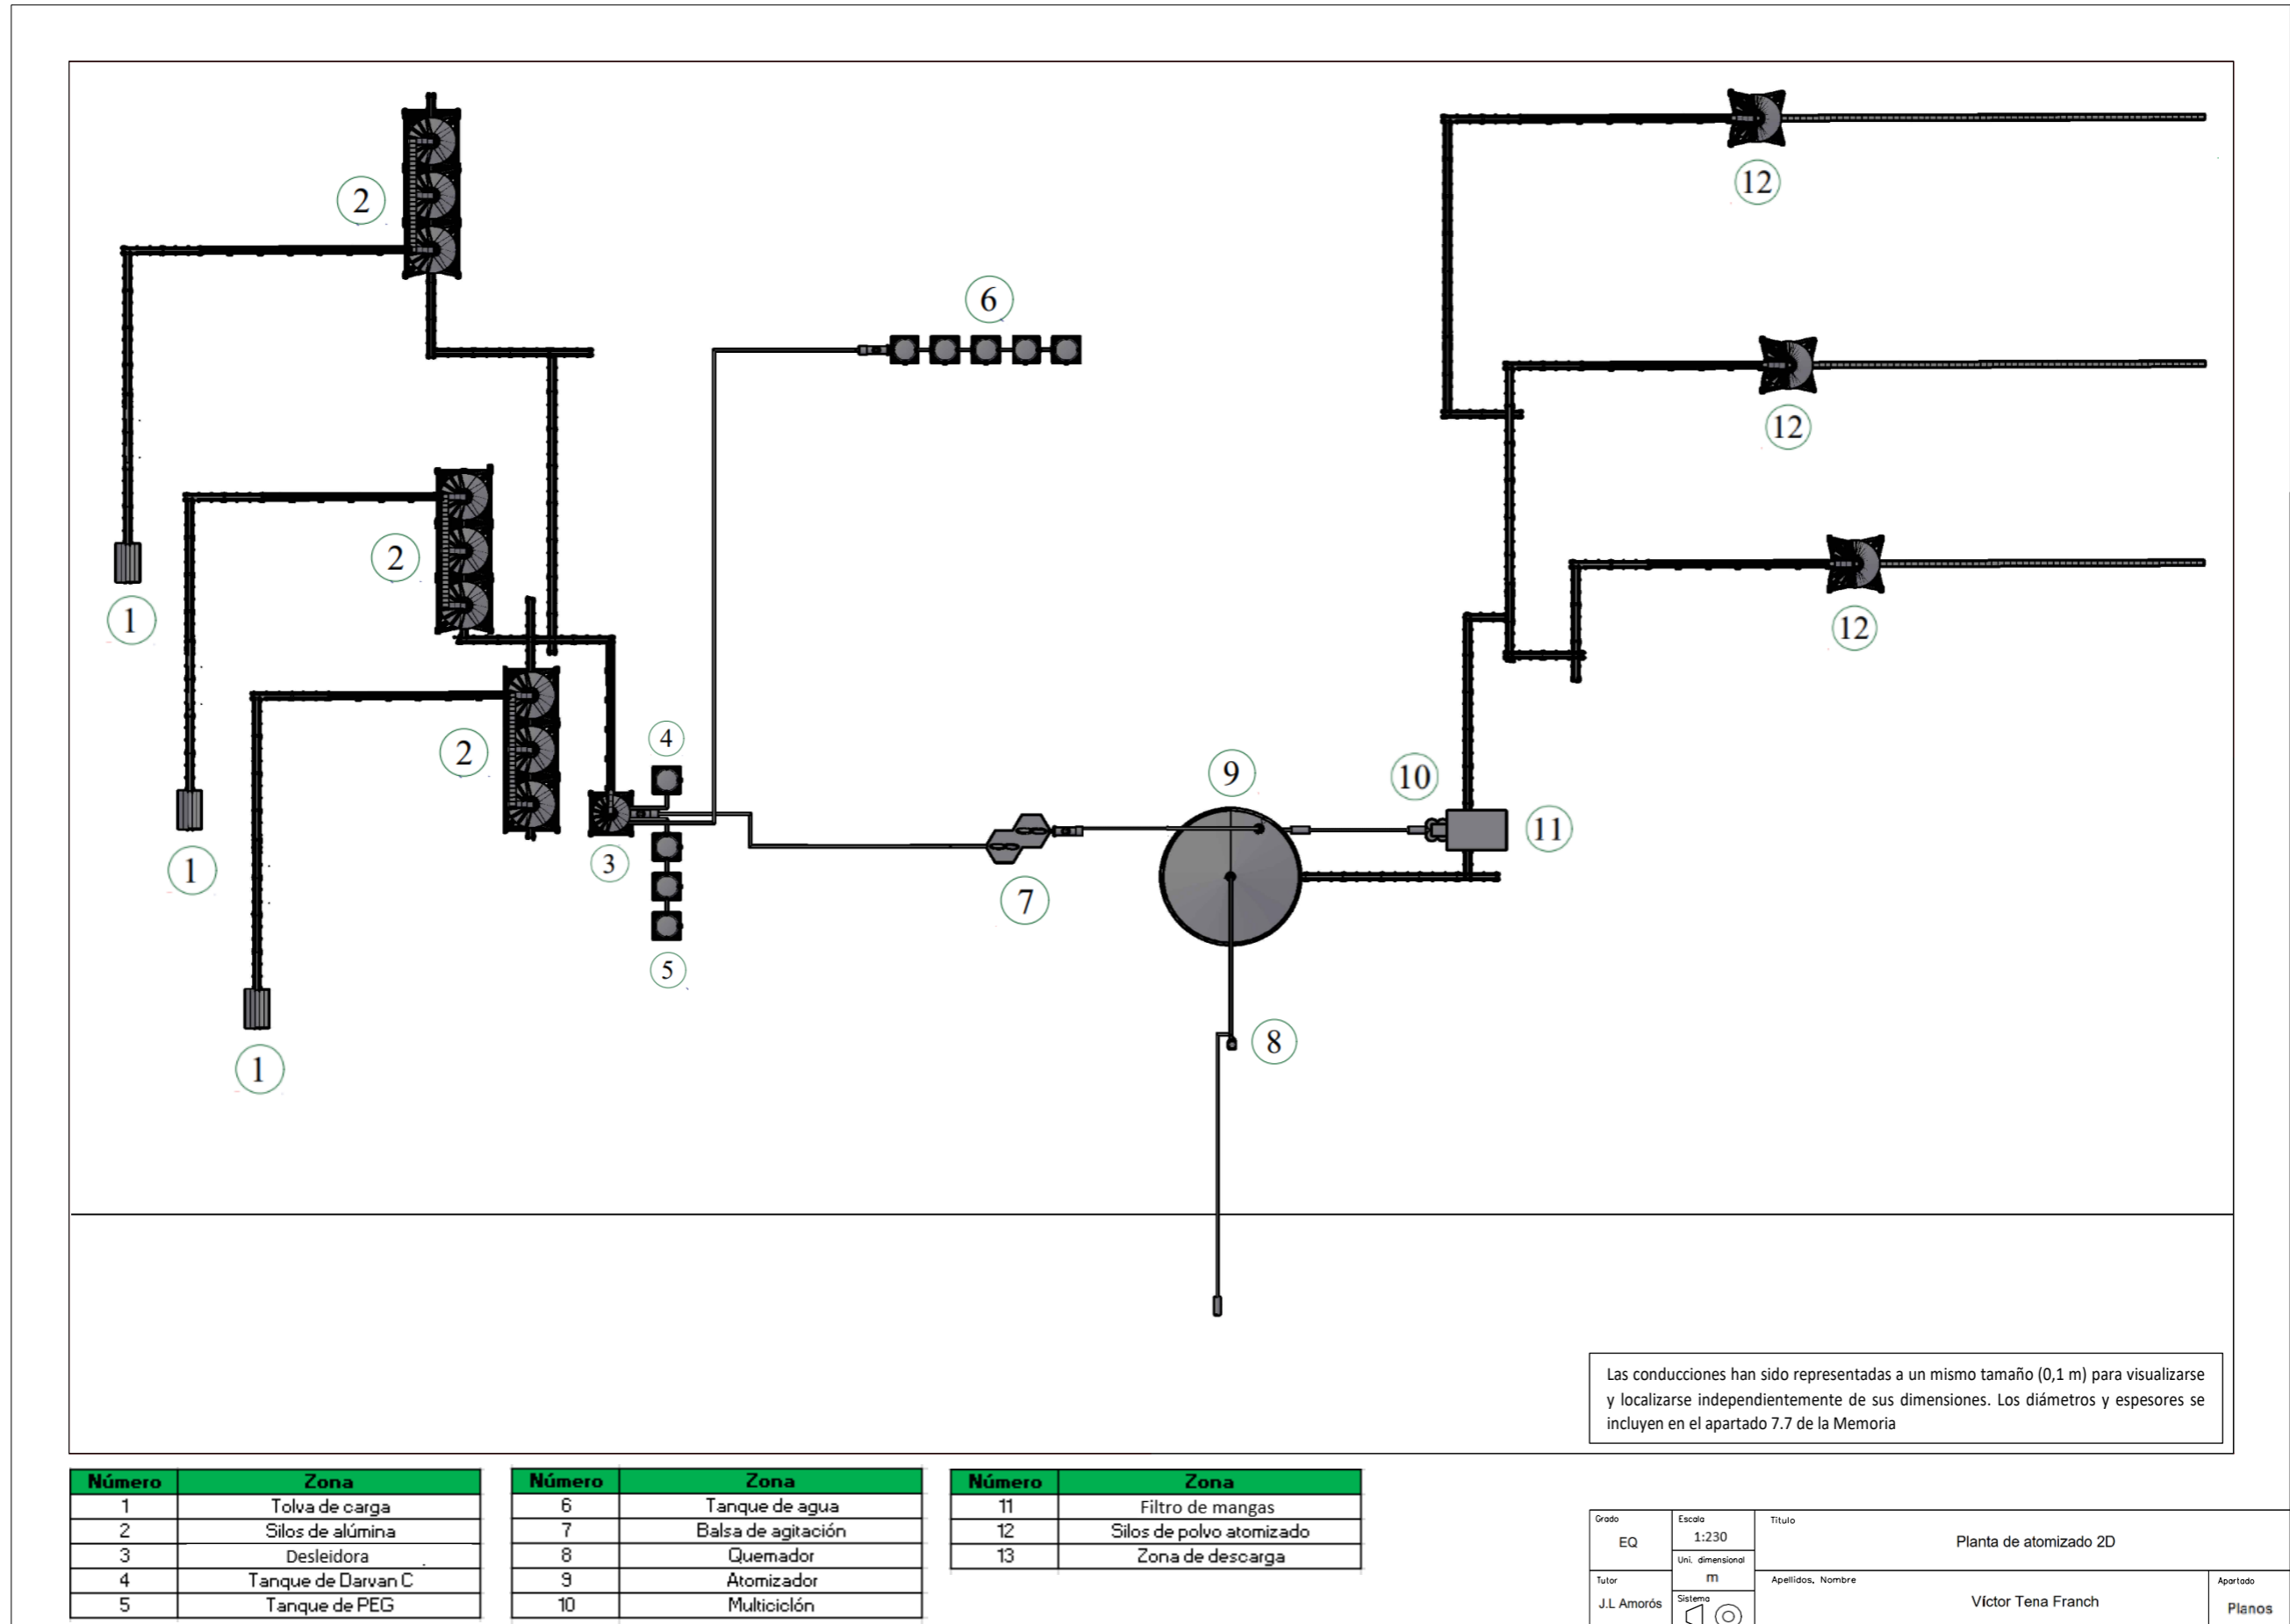 2
12
6
12
2
1
12
4
2
9
10
11
3
1
7
5
8
1
Las conducciones han sido representadas a un mismo tamaño (0,1 m) para visualizarse
y localizarse independientemente de sus dimensiones. Los diámetros y espesores se
incluyen en el apartado 7.7 de la Memoria
Número Zona
1 Tolva de carga
2 Silos de alúmina
3 Desleidora
4 Tanque de Darvan C
5 Tanque de PEG
Número Zona
6 Tanque de agua
7 Balsa de agitación
8 Quemador
9 Atomizador
10 Multiciclón
Número Zona
11 Filtro de mangas
12 Silos de polvo atomizado
13 Zona de descarga
Grado
EQ
Escala
1:230
Título
Planta de atomizado 2D
Uni. dimensional
m
Tutor
J.L Amorós
Sistema
Apellidos, Nombre
Víctor Tena Franch
Apartado
Planos